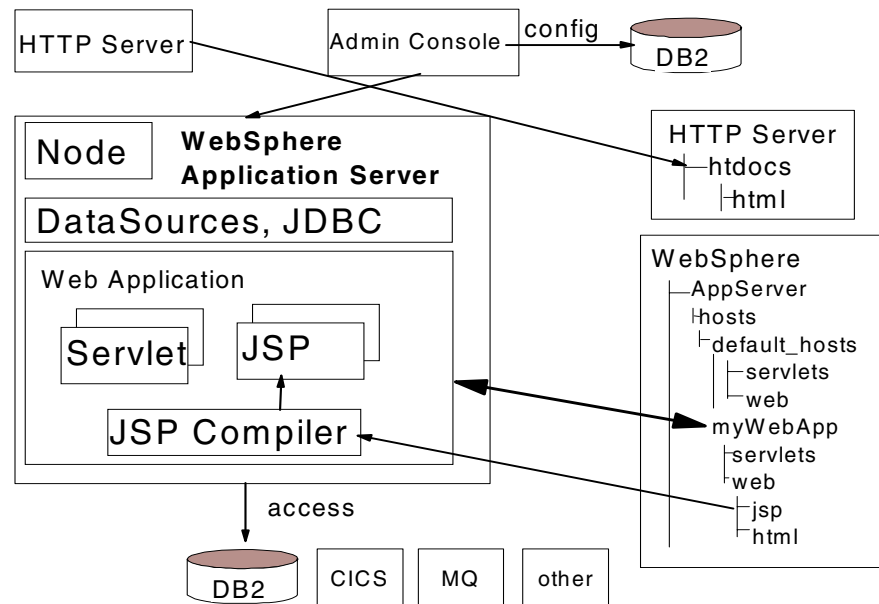 HTTP Server
Admin Console
config
DB2
Node
WebSphere
Application Server
DataSources, JDBC
Web Application
Servlet
JSP
JSP Compiler
access
DB2
CICS
MQ
other
HTTP Server
htdocs
html
WebSphere
AppServer
hosts
default_hosts
servlets
web
myWebApp
servlets
web
jsp
html